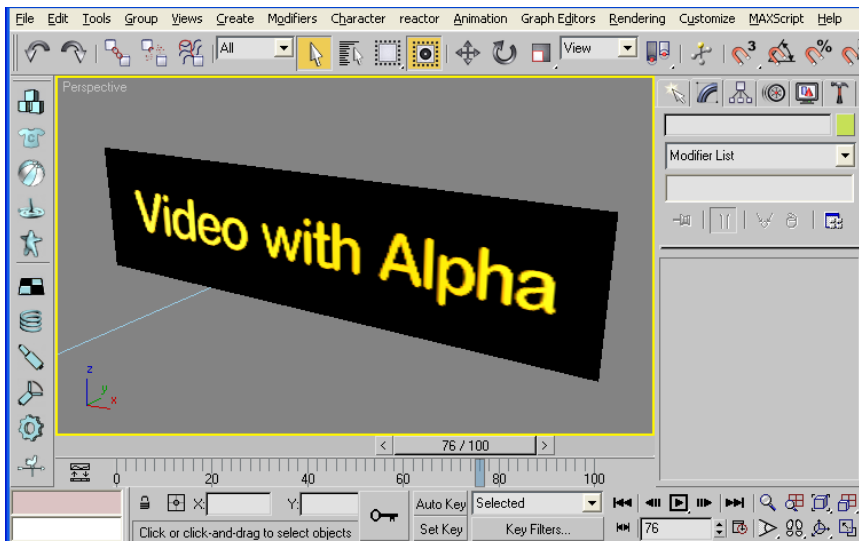 File Edit Tools Group Views Create Modifiers Character reactor Animation Graph Editors Rendering Customize MAXScript Help
All View 3 %
Perspective
Modifier List
Video with Alpha
z
y
x
< 76 / 100 >
0 20 40 60 80 100
X: Y: Auto Key Selected
76
Click or click-and-drag to select objects Set Key Key Filters...